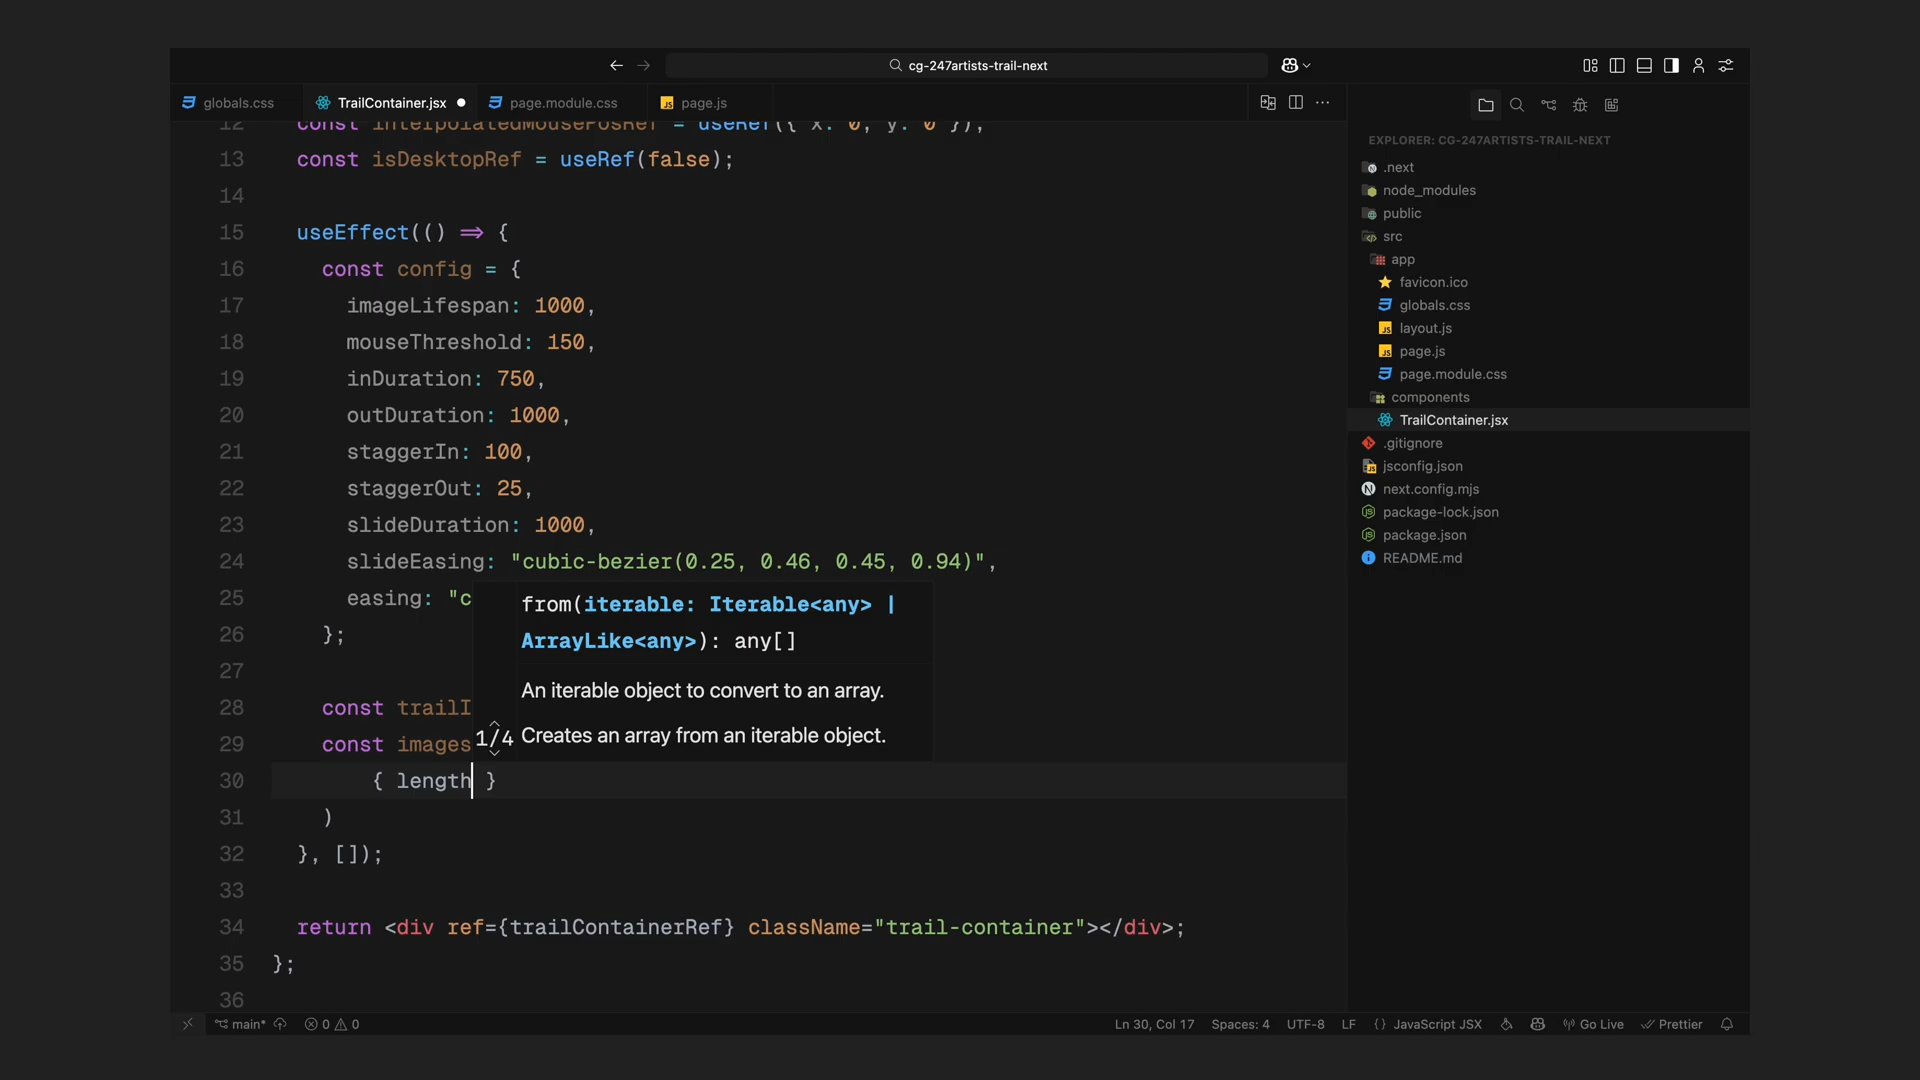 cg-247artists-trail-next
globals.css
TrailContainer.jsx
page.module.css
page.js
12 const interpolatedMousePosRef = useRef({ x: 0, y: 0 });
13 const isDesktopRef = useRef(false);
14
15 useEffect(() => {
16 const config = {
17 imageLifespan: 1000,
18 mouseThreshold: 150,
19 inDuration: 750,
20 outDuration: 1000,
21 staggerIn: 100,
22 staggerOut: 25,
23 slideDuration: 1000,
24 slideEasing: "cubic-bezier(0.25, 0.46, 0.45, 0.94)",
25 easing: "c
26 };
27
28 const trailI
29 const images
30 { length }
31 )
32 }, []);
33
34 return <div ref={trailContainerRef} className="trail-container"></div>;
35 };
36
from(iterable: Iterable<any> |
ArrayLike<any>): any[]
An iterable object to convert to an array.
1/4 Creates an array from an iterable object.
EXPLORER: CG-247ARTISTS-TRAIL-NEXT
.next
node_modules
public
src
app
favicon.ico
globals.css
layout.js
page.js
page.module.css
components
TrailContainer.jsx
.gitignore
jsconfig.json
next.config.mjs
package-lock.json
package.json
README.md
main* 0 0
Ln 30, Col 17 Spaces: 4 UTF-8 LF {} JavaScript JSX Go Live Prettier